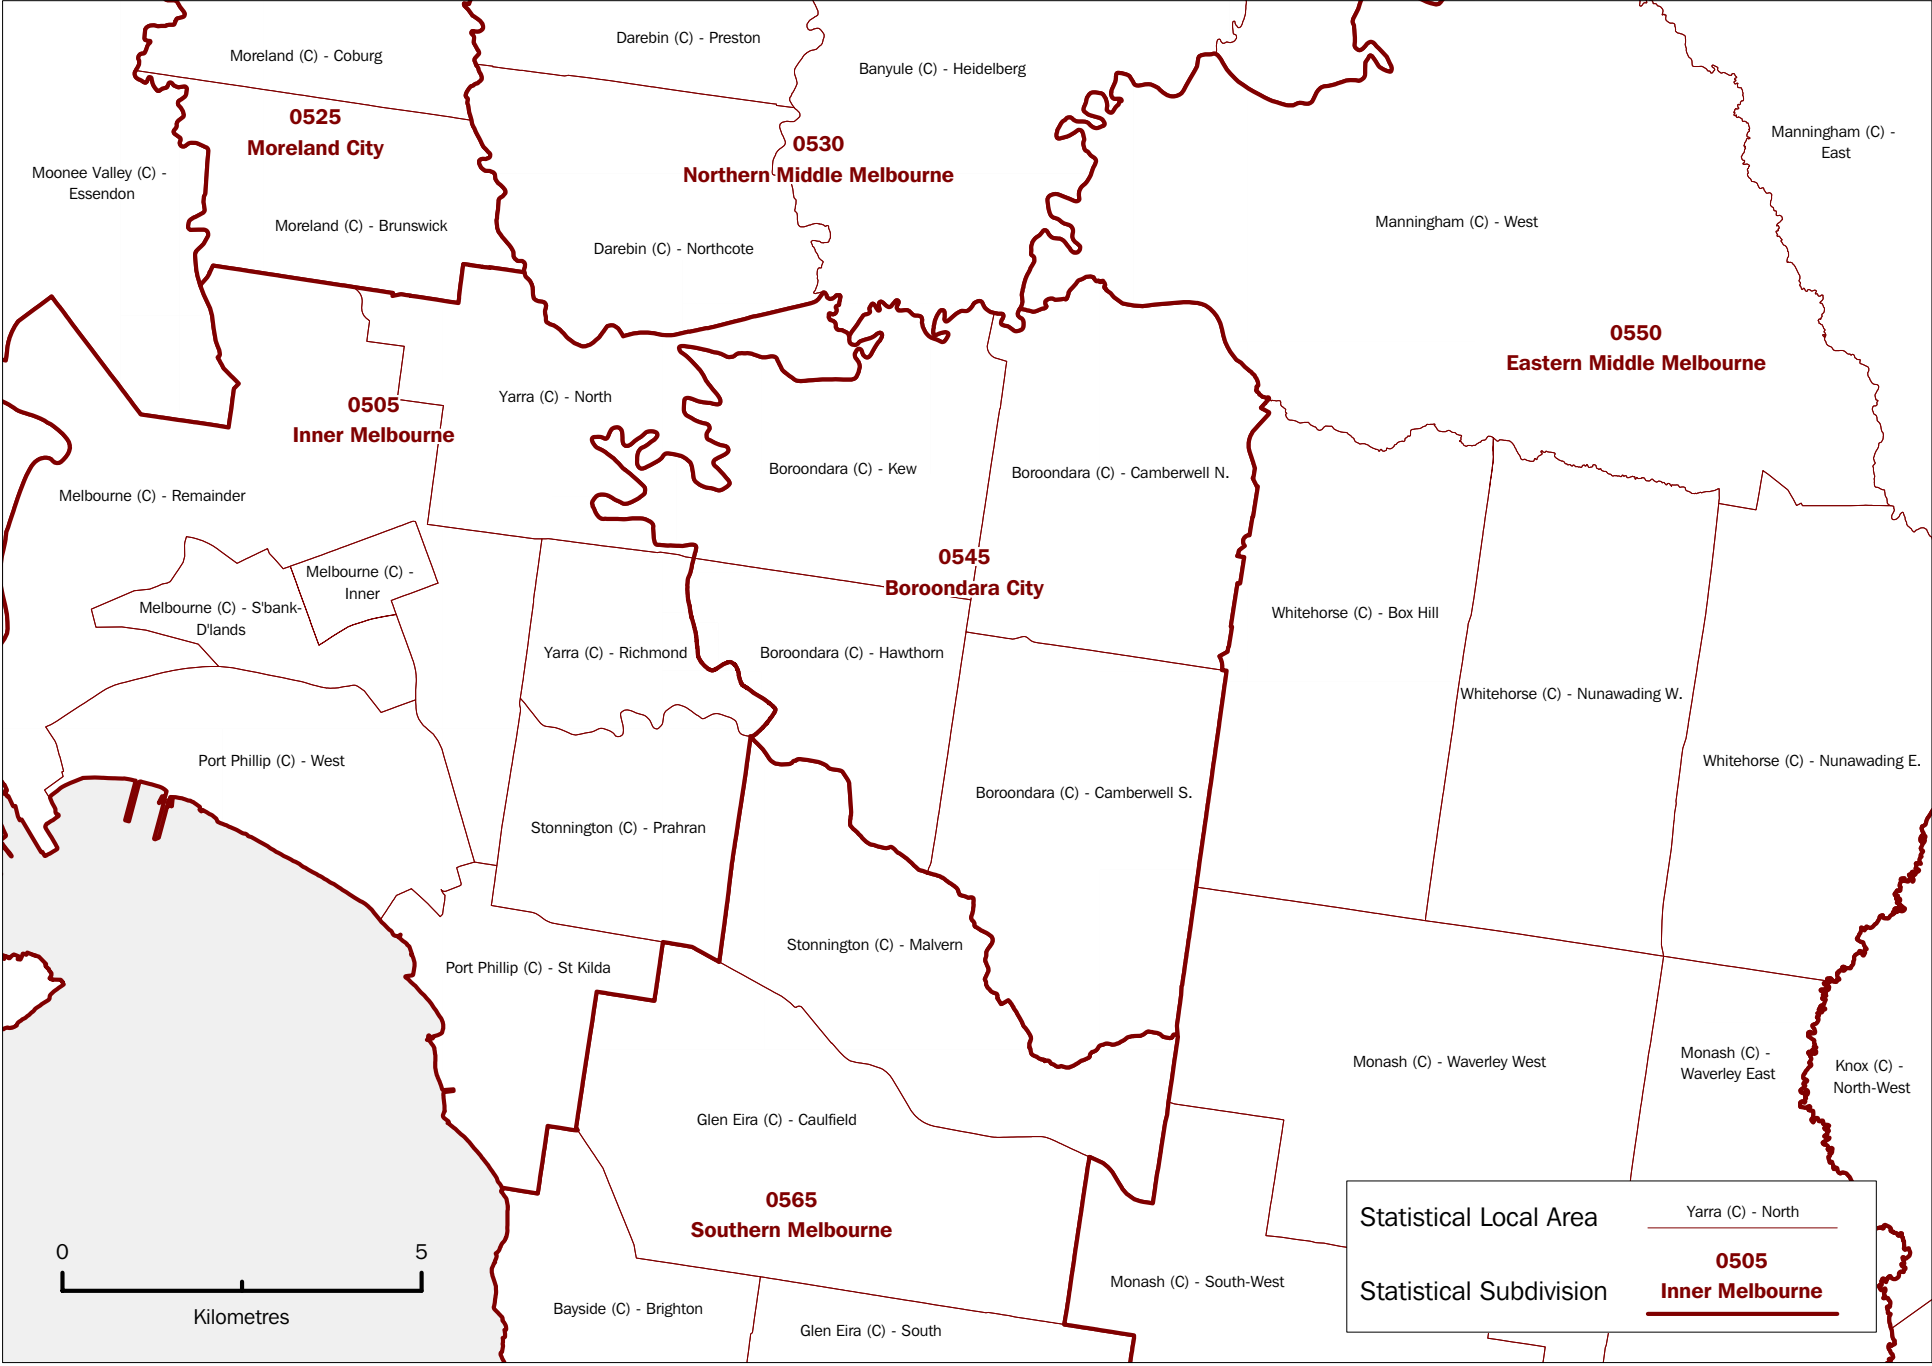 Darebin (C) - Preston
Moreland (C) - Coburg
Banyule (C) - Heidelberg
0525
Moreland City
Manningham (C) -
East
0530
Northern Middle Melbourne
Moonee Valley (C) -
Essendon
Moreland (C) - Brunswick
Manningham (C) - West
Darebin (C) - Northcote
0550
Eastern Middle Melbourne
Yarra (C) - North
0505
Inner Melbourne
Boroondara (C) - Kew
Boroondara (C) - Camberwell N.
Melbourne (C) - Remainder
0545
Boroondara City
Melbourne (C) -
Inner
Melbourne (C) - S'bank-
D'lands
Whitehorse (C) - Box Hill
Yarra (C) - Richmond
Boroondara (C) - Hawthorn
Whitehorse (C) - Nunawading W.
Port Phillip (C) - West
Whitehorse (C) - Nunawading E.
Boroondara (C) - Camberwell S.
Stonnington (C) - Prahran
Stonnington (C) - Malvern
Port Phillip (C) - St Kilda
Monash (C) - Waverley West
Monash (C) -
Waverley East
Knox (C) -
North-West
Glen Eira (C) - Caulfield
0565
Southern Melbourne
Monash (C) - South-West
Bayside (C) - Brighton
Glen Eira (C) - South
0 5
Kilometres
Statistical Local Area
Yarra (C) - North
Statistical Subdivision
0505
Inner Melbourne